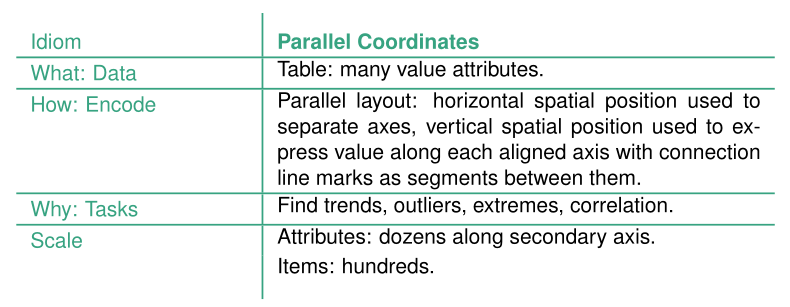 Idiom Parallel Coordinates
What: Data Table: many value attributes.
How: Encode Parallel layout: horizontal spatial position used to
separate axes, vertical spatial position used to ex-
press value along each aligned axis with connection
line marks as segments between them.
Why: Tasks Find trends, outliers, extremes, correlation.
Scale Attributes: dozens along secondary axis.
Items: hundreds.